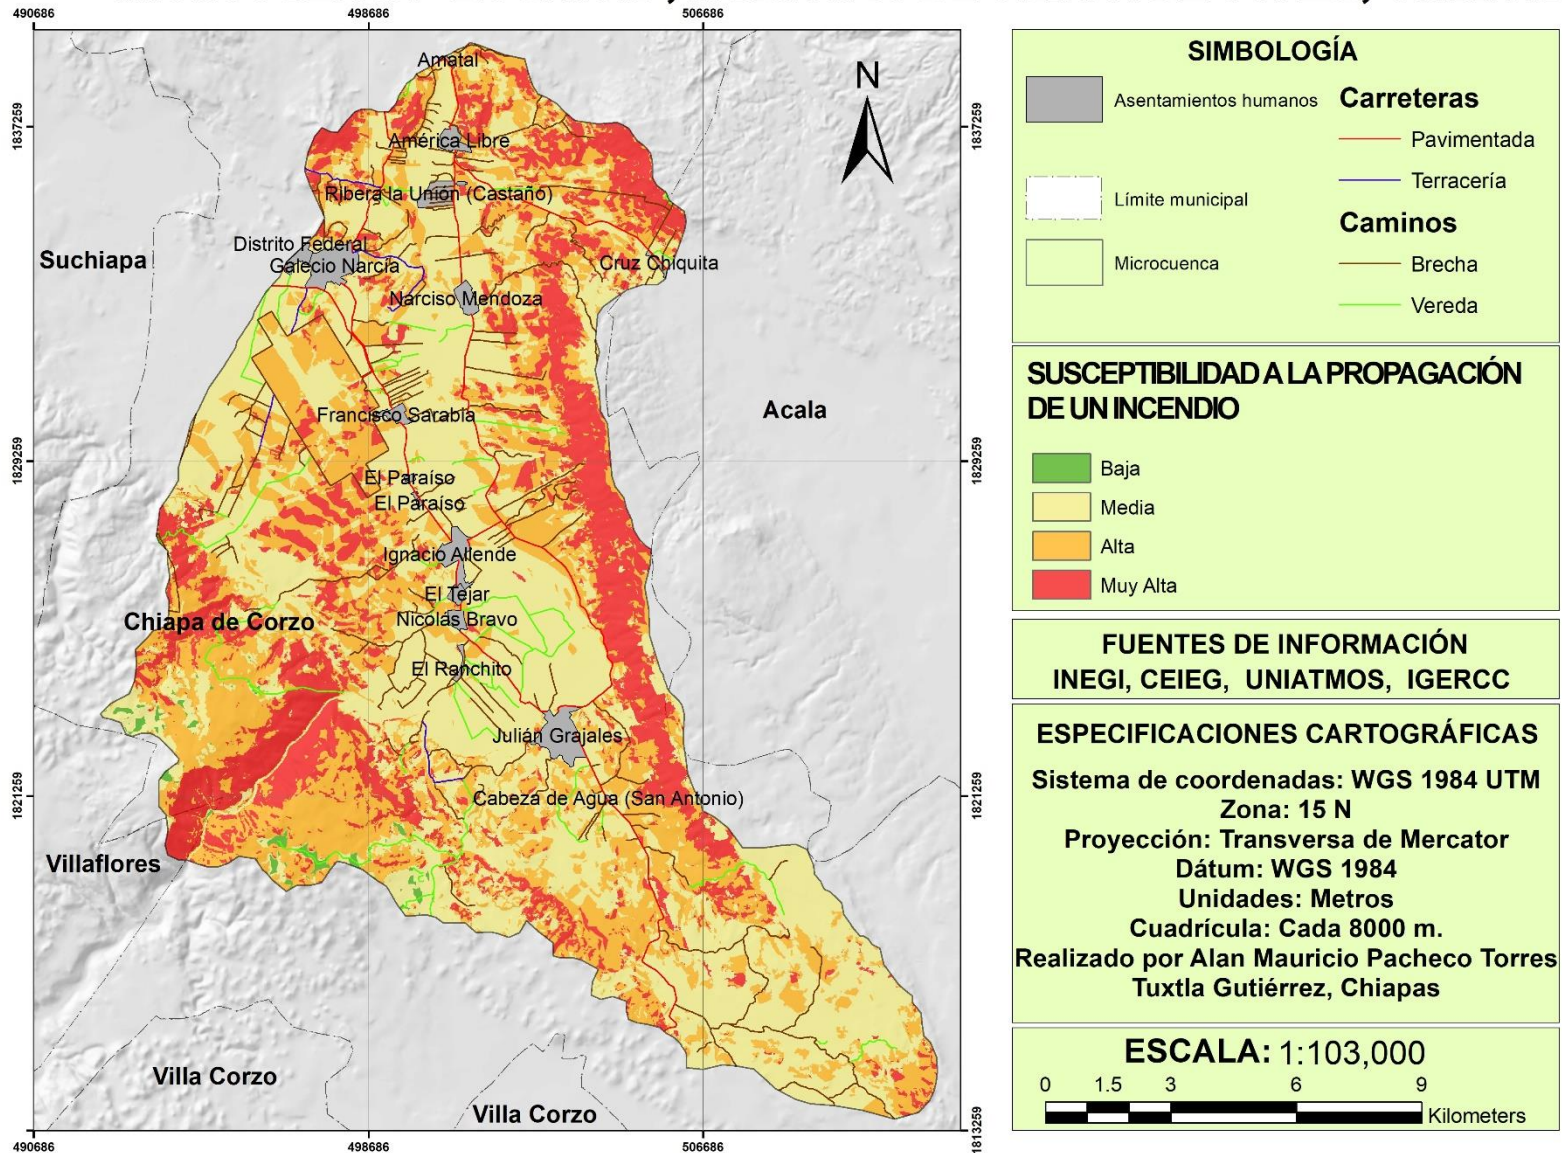 490686
498686
506686
1837259
1829259
1821259
1837259
1829259
1821259
1813259
490686
498686
506686
N
Amatal
América Libre
Ribera la Unión (Castaño)
Distrito Federal
Galecio Narcía
Cruz Chiquita
Narciso Mendoza
Suchiapa
Acala
Francisco Sarabia
El Paraíso
El Paraíso
Ignacio Allende
El Tejar
Nicolás Bravo
Chiapa de Corzo
El Ranchito
Julián Grajales
Cabeza de Agua (San Antonio)
Villaflores
Villa Corzo
Villa Corzo
SIMBOLOGÍA
Asentamientos humanos
Límite municipal
Microcuenca
Carreteras
Pavimentada
Terracería
Caminos
Brecha
Vereda
SUSCEPTIBILIDAD A LA PROPAGACIÓN
DE UN INCENDIO
Baja
Media
Alta
Muy Alta
FUENTES DE INFORMACIÓN
INEGI, CEIEG, UNIATMOS, IGERCC
ESPECIFICACIONES CARTOGRÁFICAS
Sistema de coordenadas: WGS 1984 UTM
Zona: 15 N
Proyección: Transversa de Mercator
Dátum: WGS 1984
Unidades: Metros
Cuadrícula: Cada 8000 m.
Realizado por Alan Mauricio Pacheco Torres
Tuxtla Gutiérrez, Chiapas
ESCALA: 1:103,000
0 1.5 3 6 9
Kilometers